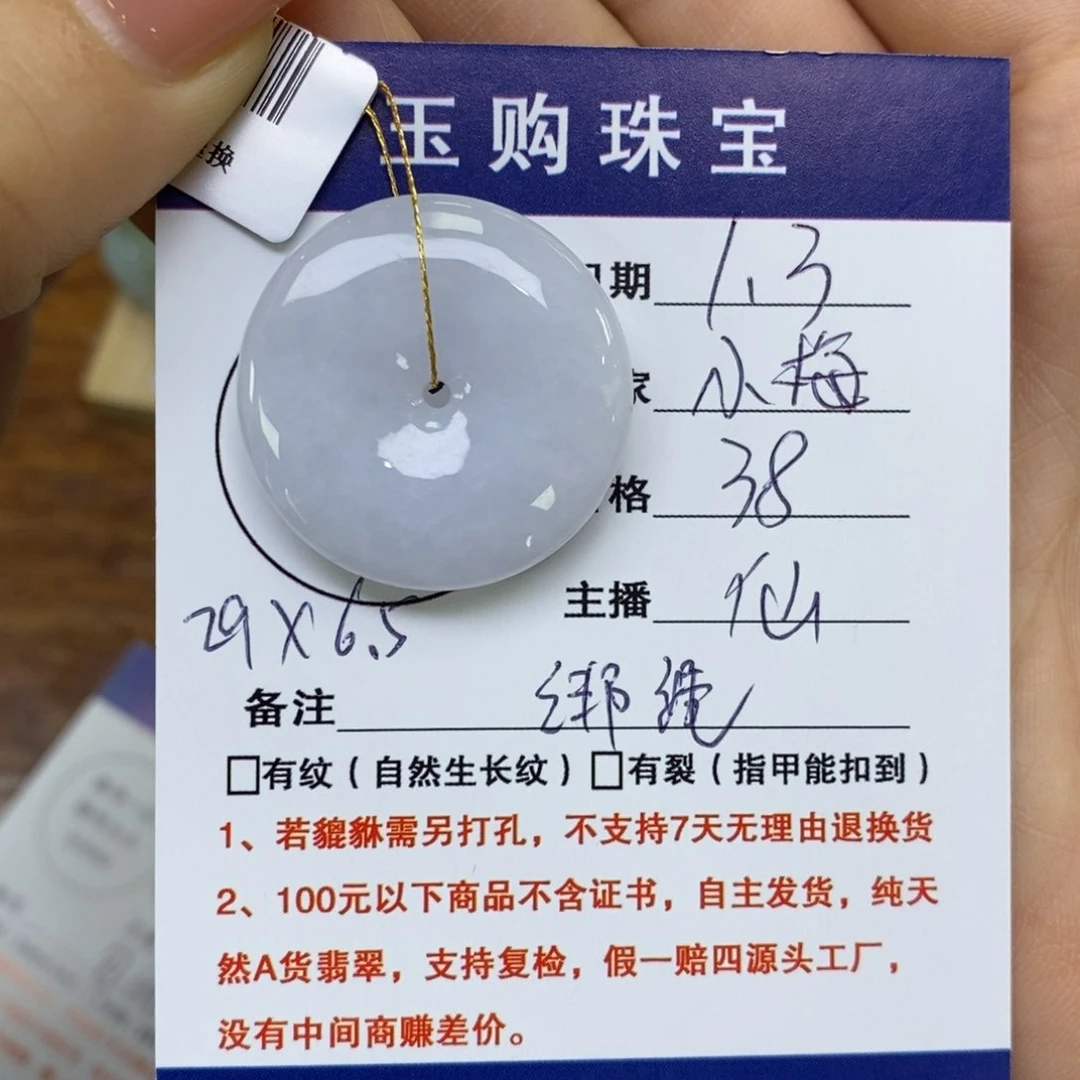 换
玉购珠宝
期 1.3
家 小梅
格 38
主播 仙
29X6.5
备注 绑绳
□有纹（自然生长纹）□有裂（指甲能扣到）
1、若貔貅需另打孔，不支持7天无理由退换货
2、100元以下商品不含证书，自主发货，纯天
然A货翡翠，支持复检，假一赔四源头工厂，
没有中间商赚差价。